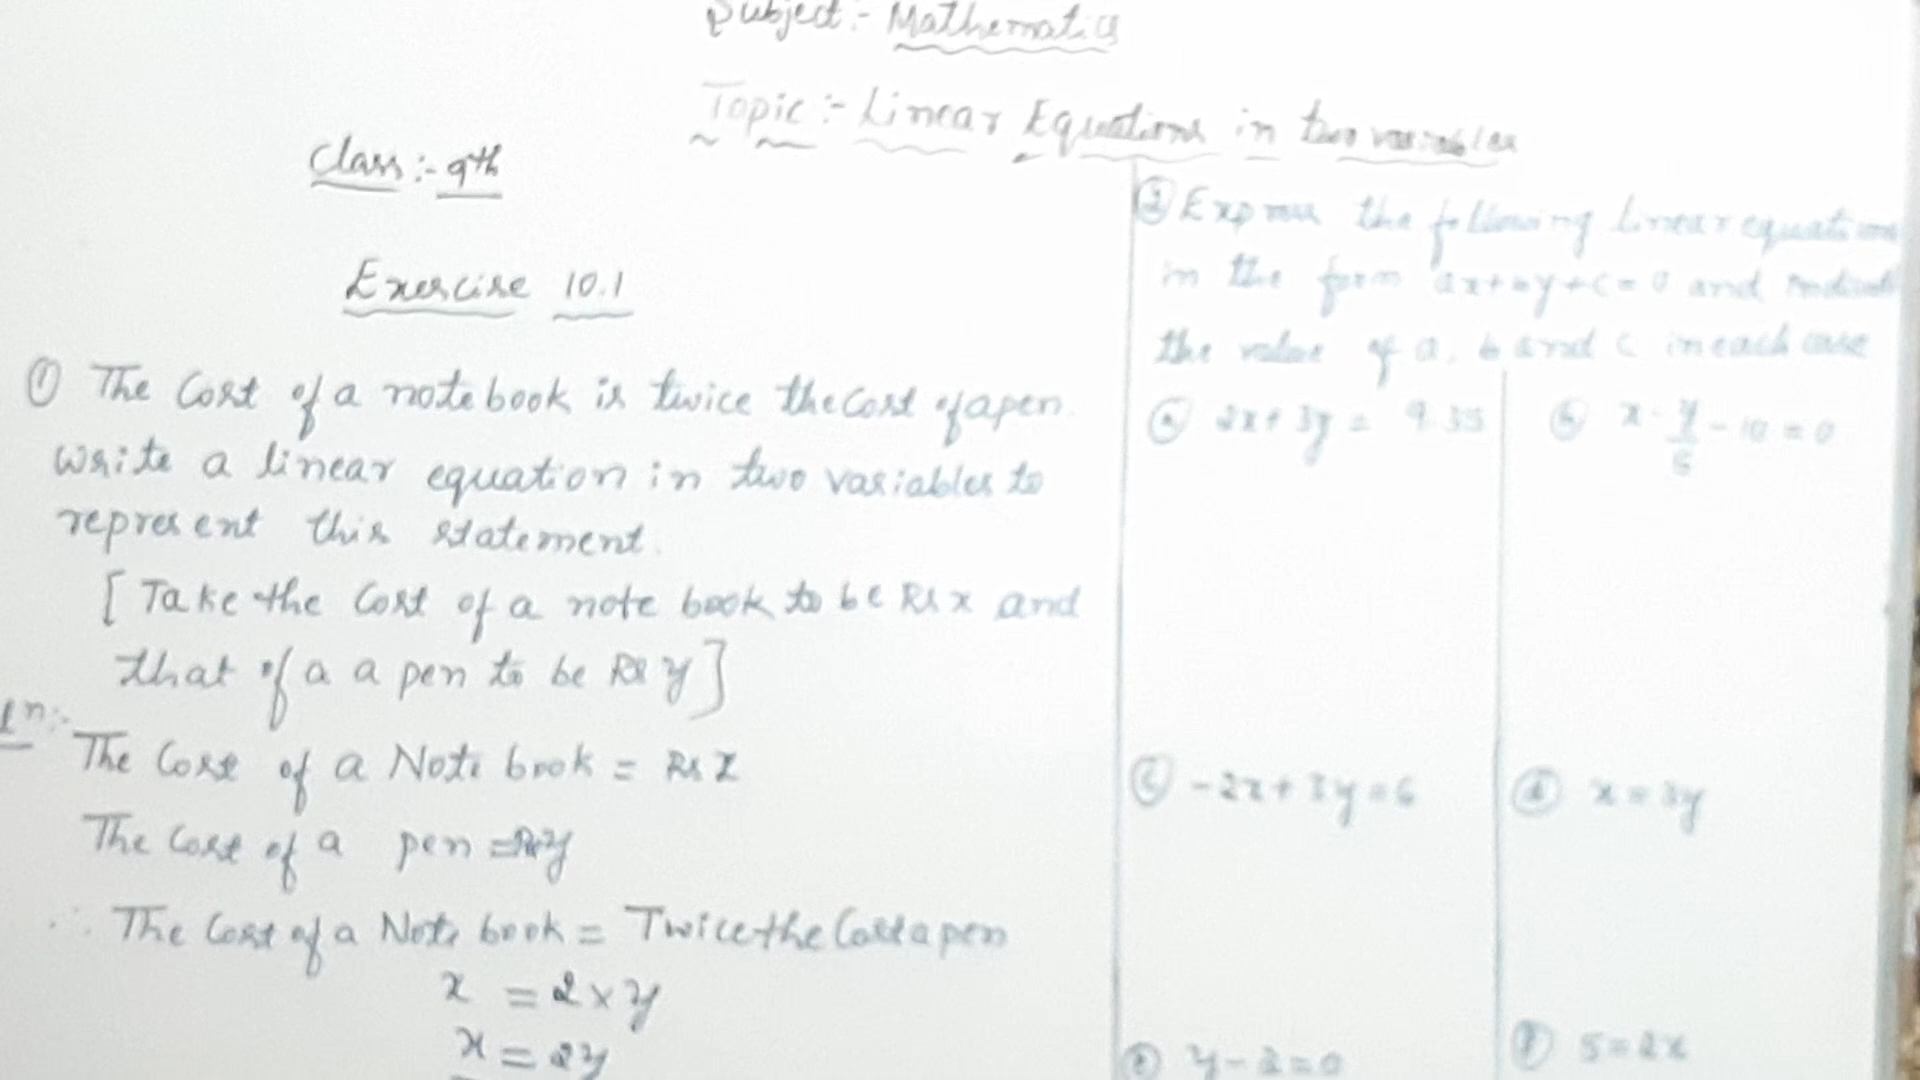 Subject:- Mathematics
Topic:- Linear Equations in two variables
Class:- 9th
Exercise 10.1
① The Cost of a note book is twice the cost of a pen.
write a linear equation in two variables to
represent this statement.
[Take the Cost of a note book to be Rs x and
that of a a pen to be Rs y]
The Cost of a Note book = Rs x
The Cost of a pen = Rs y
∴ The Cost of a Note book = Twice the Cost a pen
x = 2 × y
x = 2y
② Express the following linear equations
in the form ax+by+c=0 and indicate
the value of a, b and c in each case
ⓐ 2x+3y = 9.35
ⓑ x - y/5 - 10 = 0
ⓒ -2x+3y=6
ⓓ x=3y
ⓔ y-2=0
ⓕ 5=2x